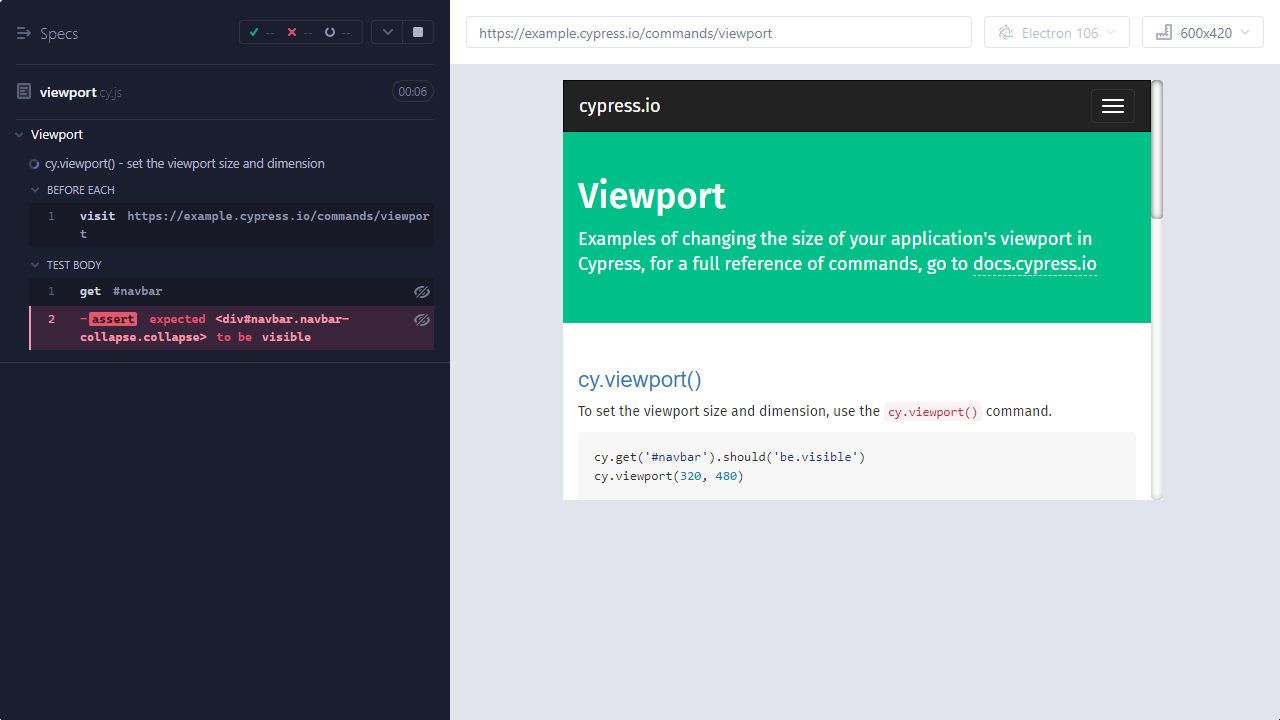 Specs
-- -- --
https://example.cypress.io/commands/viewport
Electron 106
600x420
viewport cy.js
00:06
Viewport
cy.viewport() - set the viewport size and dimension
BEFORE EACH
1 visit https://example.cypress.io/commands/viewpor
t
TEST BODY
1 get #navbar
2 -assert expected <div#navbar.navbar-
collapse.collapse> to be visible
cypress.io
Viewport
Examples of changing the size of your application's viewport in
Cypress, for a full reference of commands, go to docs.cypress.io
cy.viewport()
To set the viewport size and dimension, use the cy.viewport() command.
cy.get('#navbar').should('be.visible')
cy.viewport(320, 480)